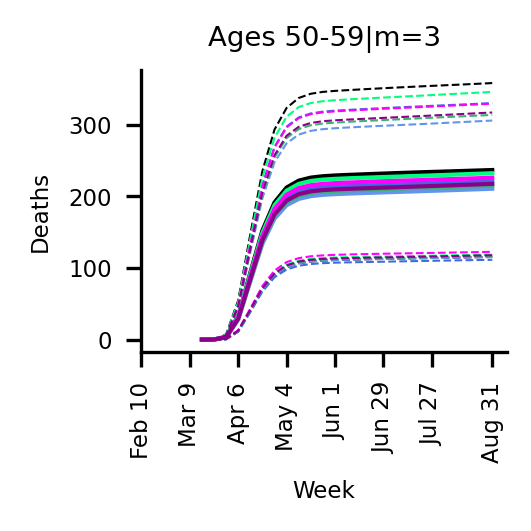 Ages 50-59|m=3
Deaths
300
200
100
0
Feb 10
Mar 9
Apr 6
May 4
Jun 1
Jun 29
Jul 27
Aug 31
Week